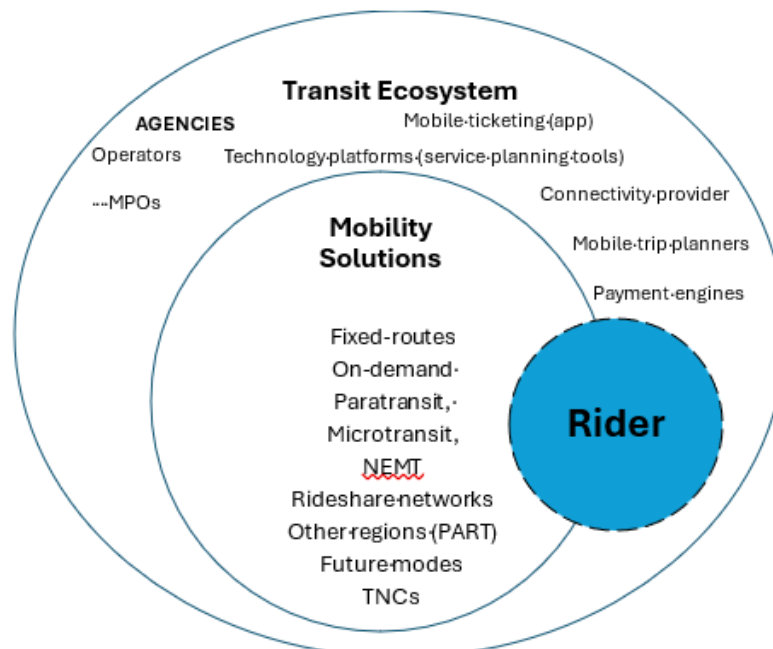 Transit Ecosystem
AGENCIES
Mobile ticketing (app)
Operators
Technology platforms (service planning tools)
---MPOs
Connectivity provider
Mobile trip planners
Payment engines
Mobility
Solutions
Fixed-routes
On-demand
Paratransit,
Microtransit,
NEMT
Rideshare networks
Other regions (PART)
Future modes
TNCs
Rider